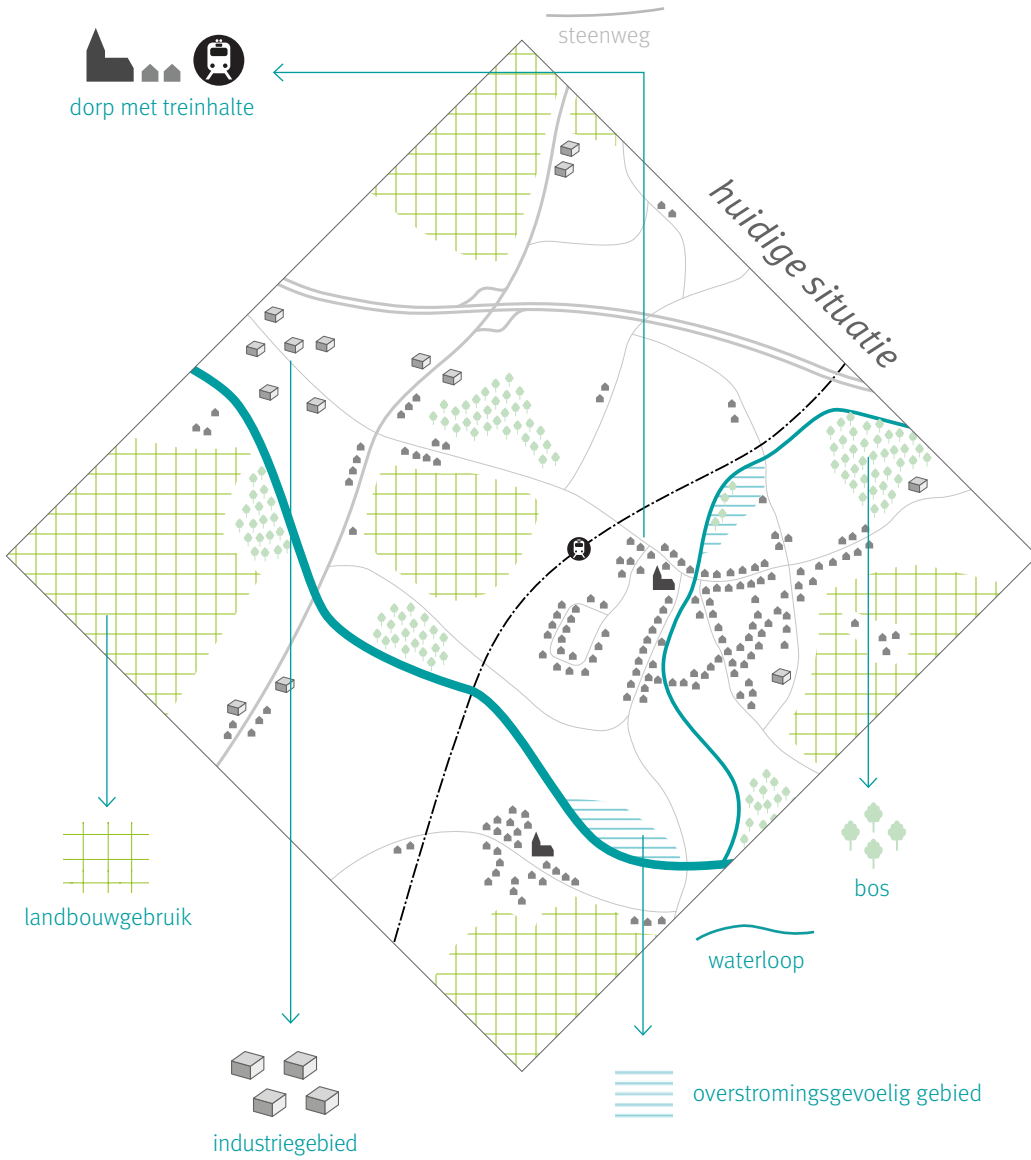 steenweg
dorp met treinhalte
huidige situatie
landbouwgebruik
bos
waterloop
overstromingsgevoelig gebied
industriegebied